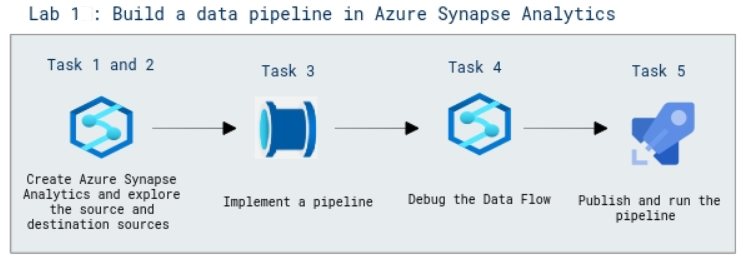 Lab 1 : Build a data pipeline in Azure Synapse Analytics
Task 1 and 2
Task 3
Task 4
Task 5
Create Azure Synapse
Analytics and explore
the source and
destination sources
Implement a pipeline
Debug the Data Flow
Publish and run the
pipeline